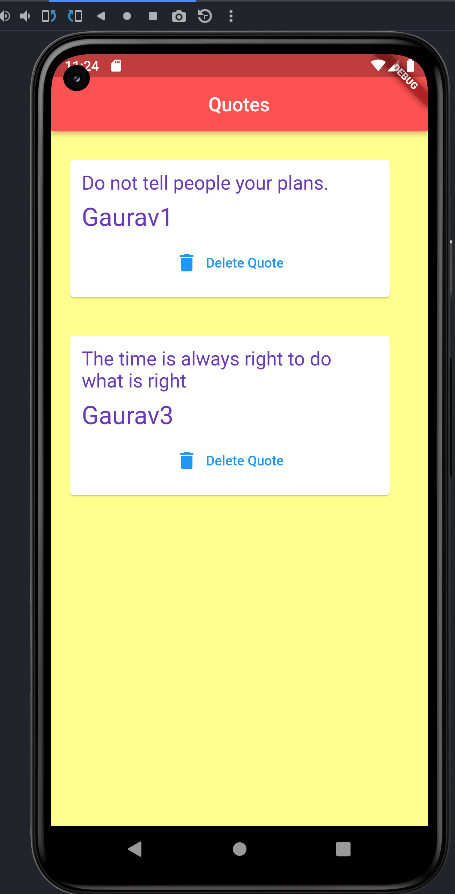 11:24
DEBUG
Quotes
Do not tell people your plans.
Gaurav1
Delete Quote
The time is always right to do
what is right
Gaurav3
Delete Quote